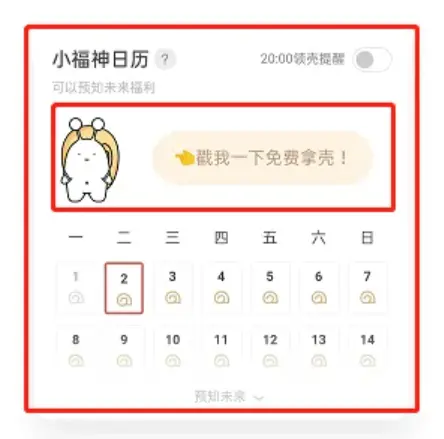 小福神日历 ? 20:00领壳提醒
可以预知未来福利
👈戳我一下免费拿壳！
一 二 三 四 五 六 日
1 2 3 4 5 6 7
8 9 10 11 12 13 14
预知未来